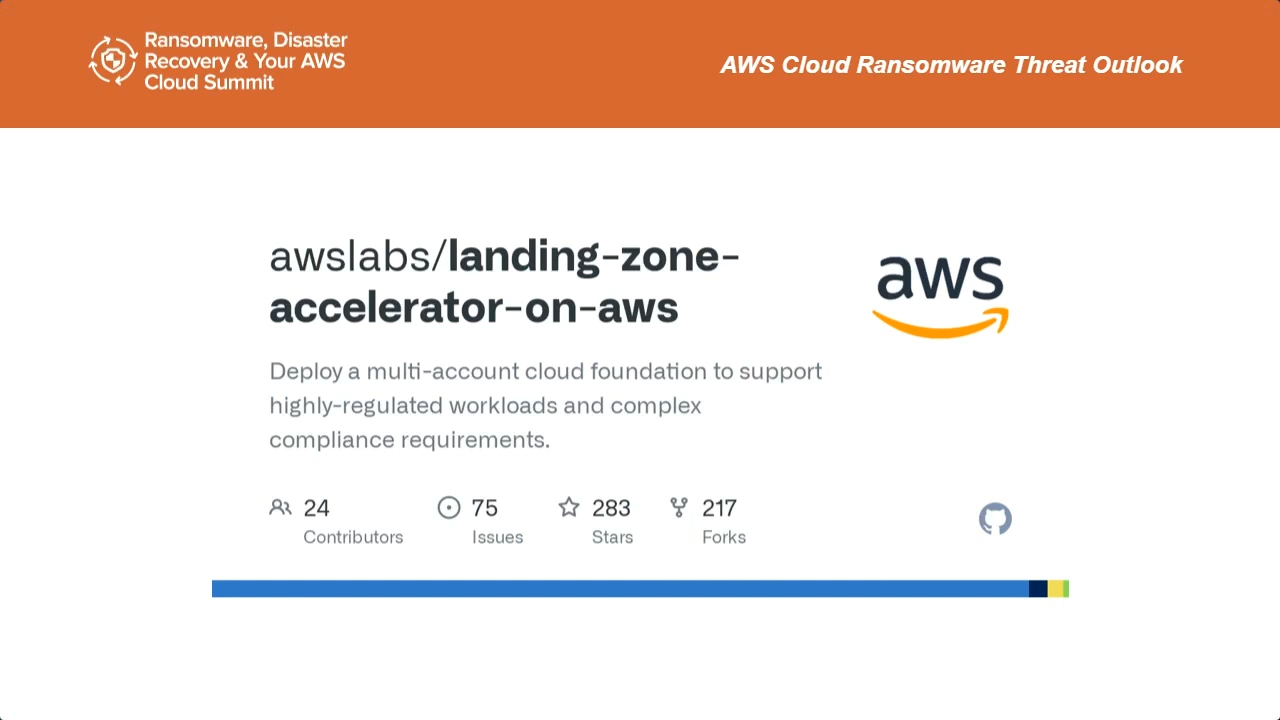 Ransomware, Disaster
Recovery & Your AWS
Cloud Summit
AWS Cloud Ransomware Threat Outlook
awslabs/landing-zone-
accelerator-on-aws
aws
Deploy a multi-account cloud foundation to support
highly-regulated workloads and complex
compliance requirements.
24 75 283 217
Contributors Issues Stars Forks